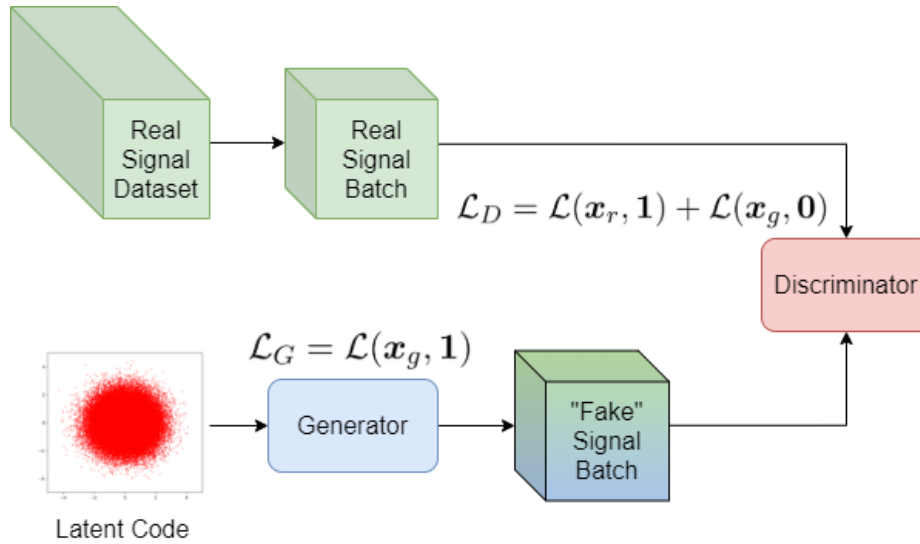 Real
Signal
Dataset
Real
Signal
Batch
ℒ_D = ℒ(𝒙_r, 𝟏) + ℒ(𝒙_g, 𝟎)
Discriminator
ℒ_G = ℒ(𝒙_g, 𝟏)
Generator
"Fake"
Signal
Batch
Latent Code